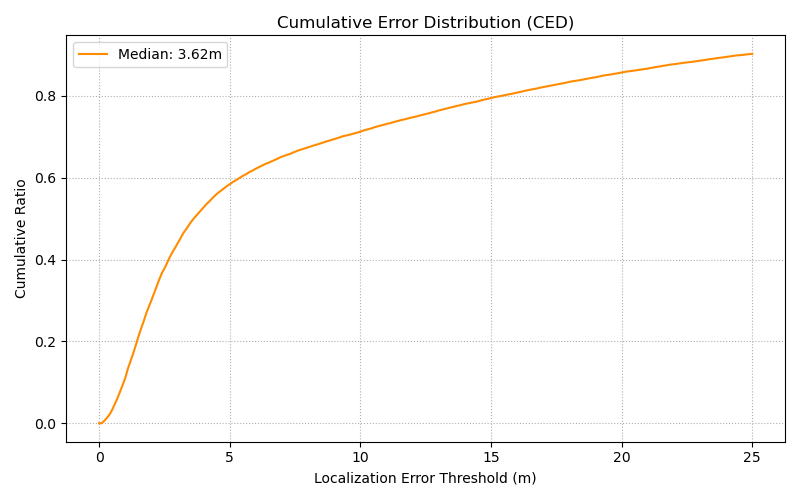 Cumulative Error Distribution (CED)
Median: 3.62m
Cumulative Ratio
0.8
0.6
0.4
0.2
0.0
0 5 10 15 20 25
Localization Error Threshold (m)